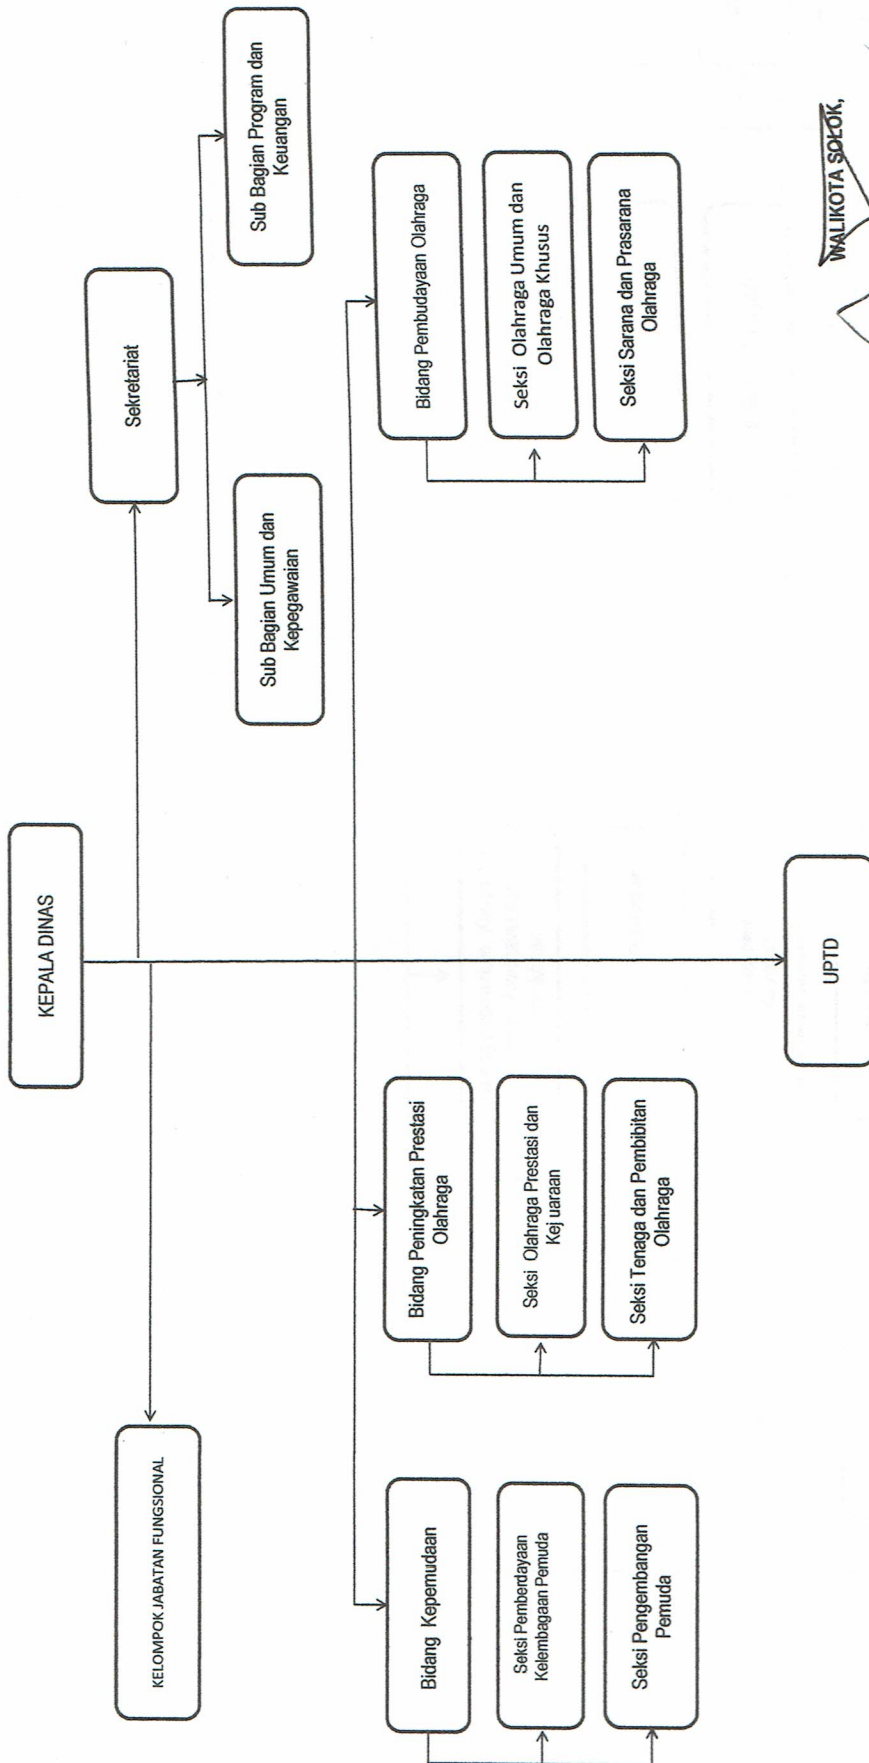 KEPALA DINAS
KELOMPOK JABATAN FUNGSIONAL
Sekretariat
Sub Bagian Umum dan
Kepegawaian
Sub Bagian Program dan
Keuangan
Bidang Kepemudaan
Seksi Pemberdayaan
Kelembagaan Pemuda
Seksi Pengembangan
Pemuda
Bidang Peningkatan Prestasi
Olahraga
Seksi Olahraga Prestasi dan
Kej uaraan
Seksi Tenaga dan Pembibitan
Olahraga
Bidang Pembudayaan Olahraga
Seksi Olahraga Umum dan
Olahraga Khusus
Seksi Sarana dan Prasarana
Olahraga
UPTD
WALIKOTA SOLOK,